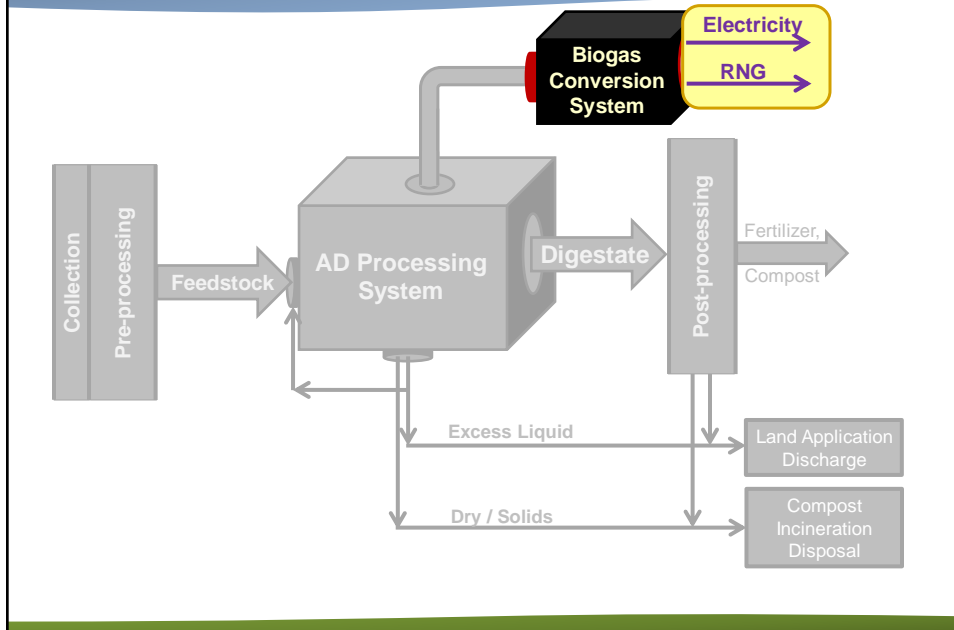 Electricity
RNG
Biogas
Conversion
System
Collection
Pre-processing
Feedstock
AD Processing
System
Digestate
Post-processing
Fertilizer,
Compost
Excess Liquid
Land Application
Discharge
Dry / Solids
Compost
Incineration
Disposal